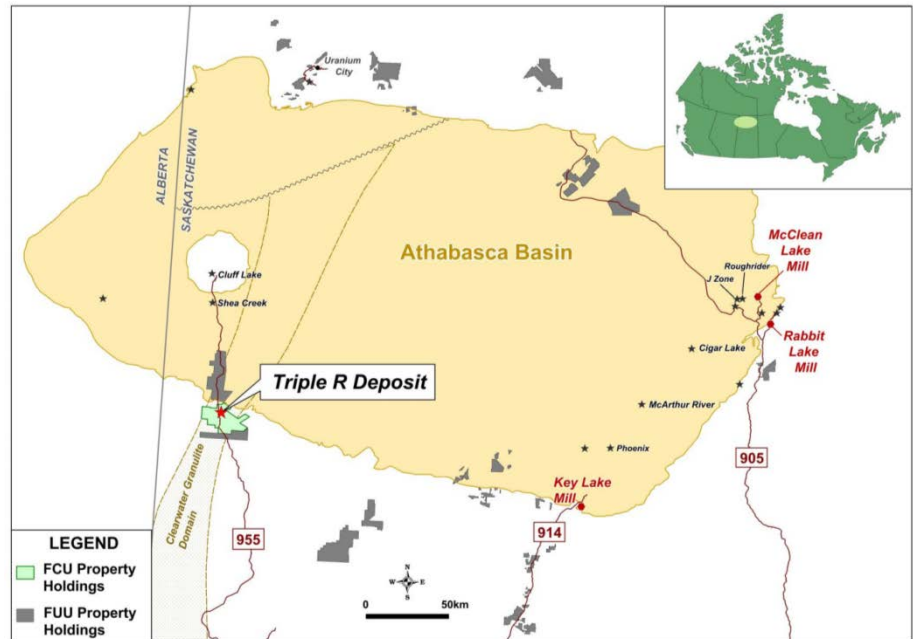 Uranium
City
ALBERTA
SASKATCHEWAN
Athabasca Basin
McClean
Lake
Mill
Roughrider
J Zone
Cluff Lake
Shea Creek
Rabbit
Lake
Mill
Cigar Lake
Triple R Deposit
McArthur River
Phoenix
905
Key Lake
Mill
Clearwater Granulite
Domain
955
914
LEGEND
FCU Property
Holdings
FUU Property
Holdings
N
W
E
S
0
50km